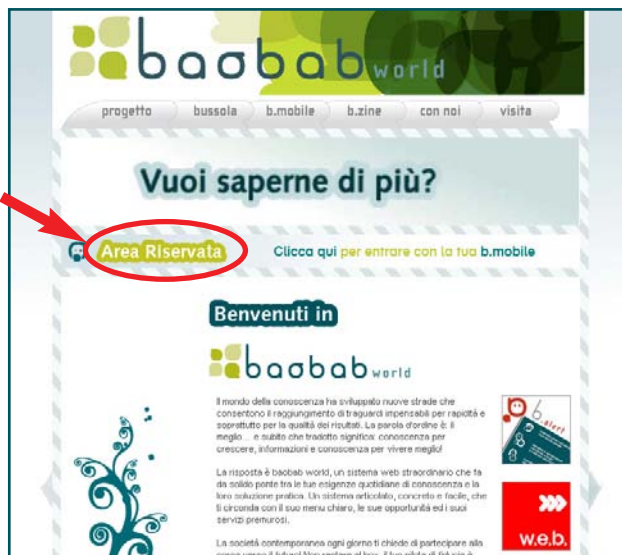 baobab world
progetto bussola b.mobile b.zine con noi visita
Vuoi saperne di più?
Area Riservata Clicca qui per entrare con la tua b.mobile
Benvenuti in
baobab world
Il mondo della conoscenza ha sviluppato nuove strade che
consentono il raggiungimento di traguardi impensabili per rapidità e
soprattutto per la qualità dei risultati. La parola d'ordine è: il
meglio... e subito che tradotto significa: conoscenza per
crescere, informazioni e conoscenza per vivere meglio!
La risposta è baobab world, un sistema web straordinario che fa
da solido ponte tra le tue esigenze quotidiane di conoscenza e la
loro soluzione pratica. Un sistema articolato, concreto e facile, che
ti circonda con il suo menu chiaro, le sue opportunità ed i suoi
servizi premurosi.
La società contemporanea ogni giorno ti chiede di partecipare alla
b.alert
w.e.b.